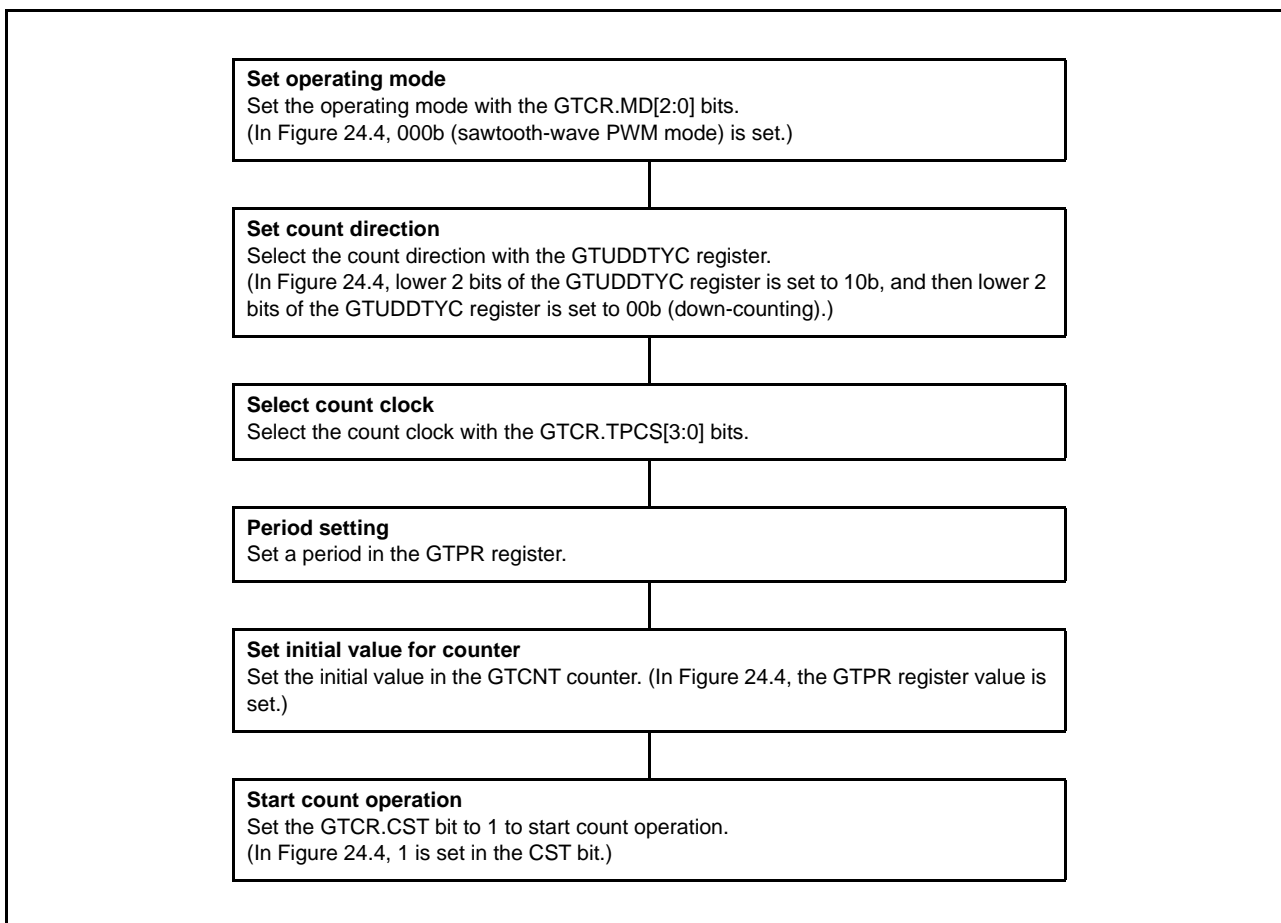 Set operating mode
Set the operating mode with the GTCR.MD[2:0] bits.
(In Figure 24.4, 000b (sawtooth-wave PWM mode) is set.)
Set count direction
Select the count direction with the GTUDDTYC register.
(In Figure 24.4, lower 2 bits of the GTUDDTYC register is set to 10b, and then lower 2
bits of the GTUDDTYC register is set to 00b (down-counting).)
Select count clock
Select the count clock with the GTCR.TPCS[3:0] bits.
Period setting
Set a period in the GTPR register.
Set initial value for counter
Set the initial value in the GTCNT counter. (In Figure 24.4, the GTPR register value is
set.)
Start count operation
Set the GTCR.CST bit to 1 to start count operation.
(In Figure 24.4, 1 is set in the CST bit.)